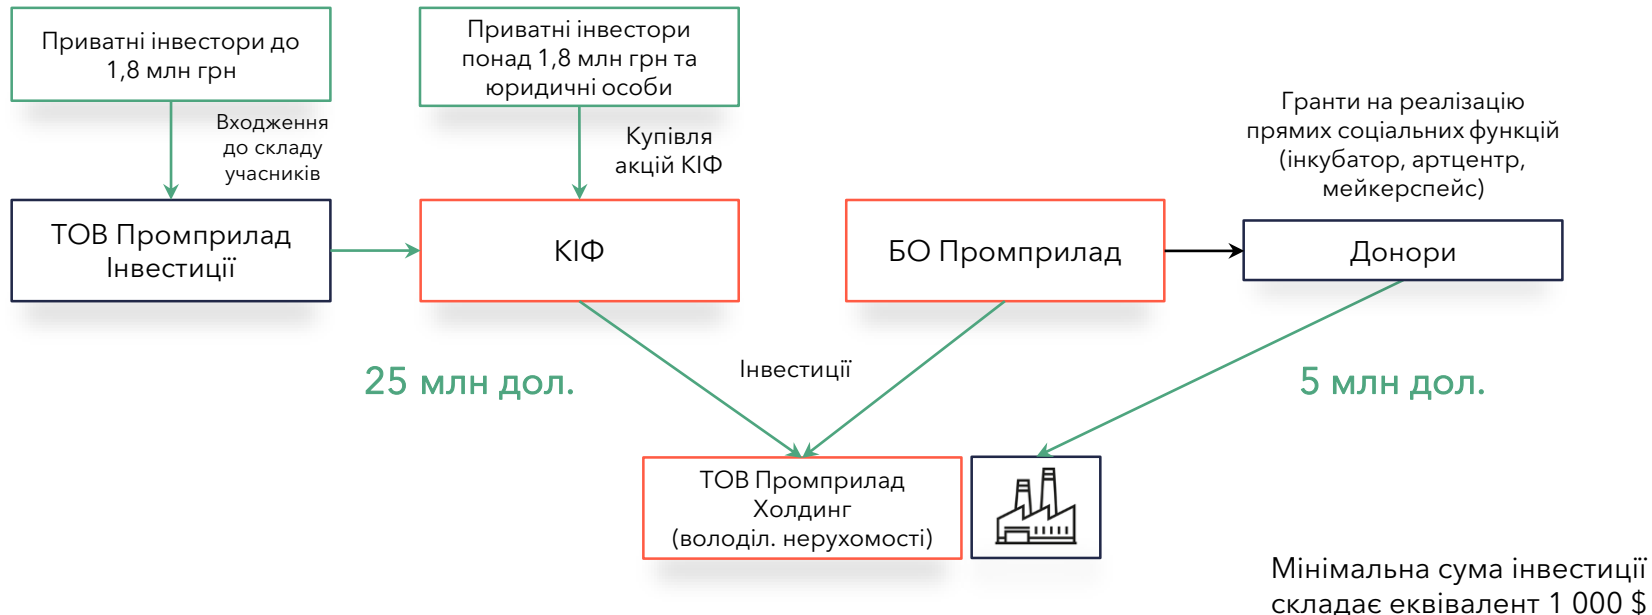 Приватні інвестори до
1,8 млн грн
Приватні інвестори
понад 1,8 млн грн та
юридичні особи
Входження
до складу
учасників
Купівля
акцій КІФ
Гранти на реалізацію
прямих соціальних функцій
(інкубатор, артцентр,
мейкерспейс)
ТОВ Промприлад
Інвестиції
КІФ
БО Промприлад
Донори
25 млн дол.
Інвестиції
5 млн дол.
ТОВ Промприлад
Холдинг
(володіл. нерухомості)
Мінімальна сума інвестиції
складає еквівалент 1 000 $